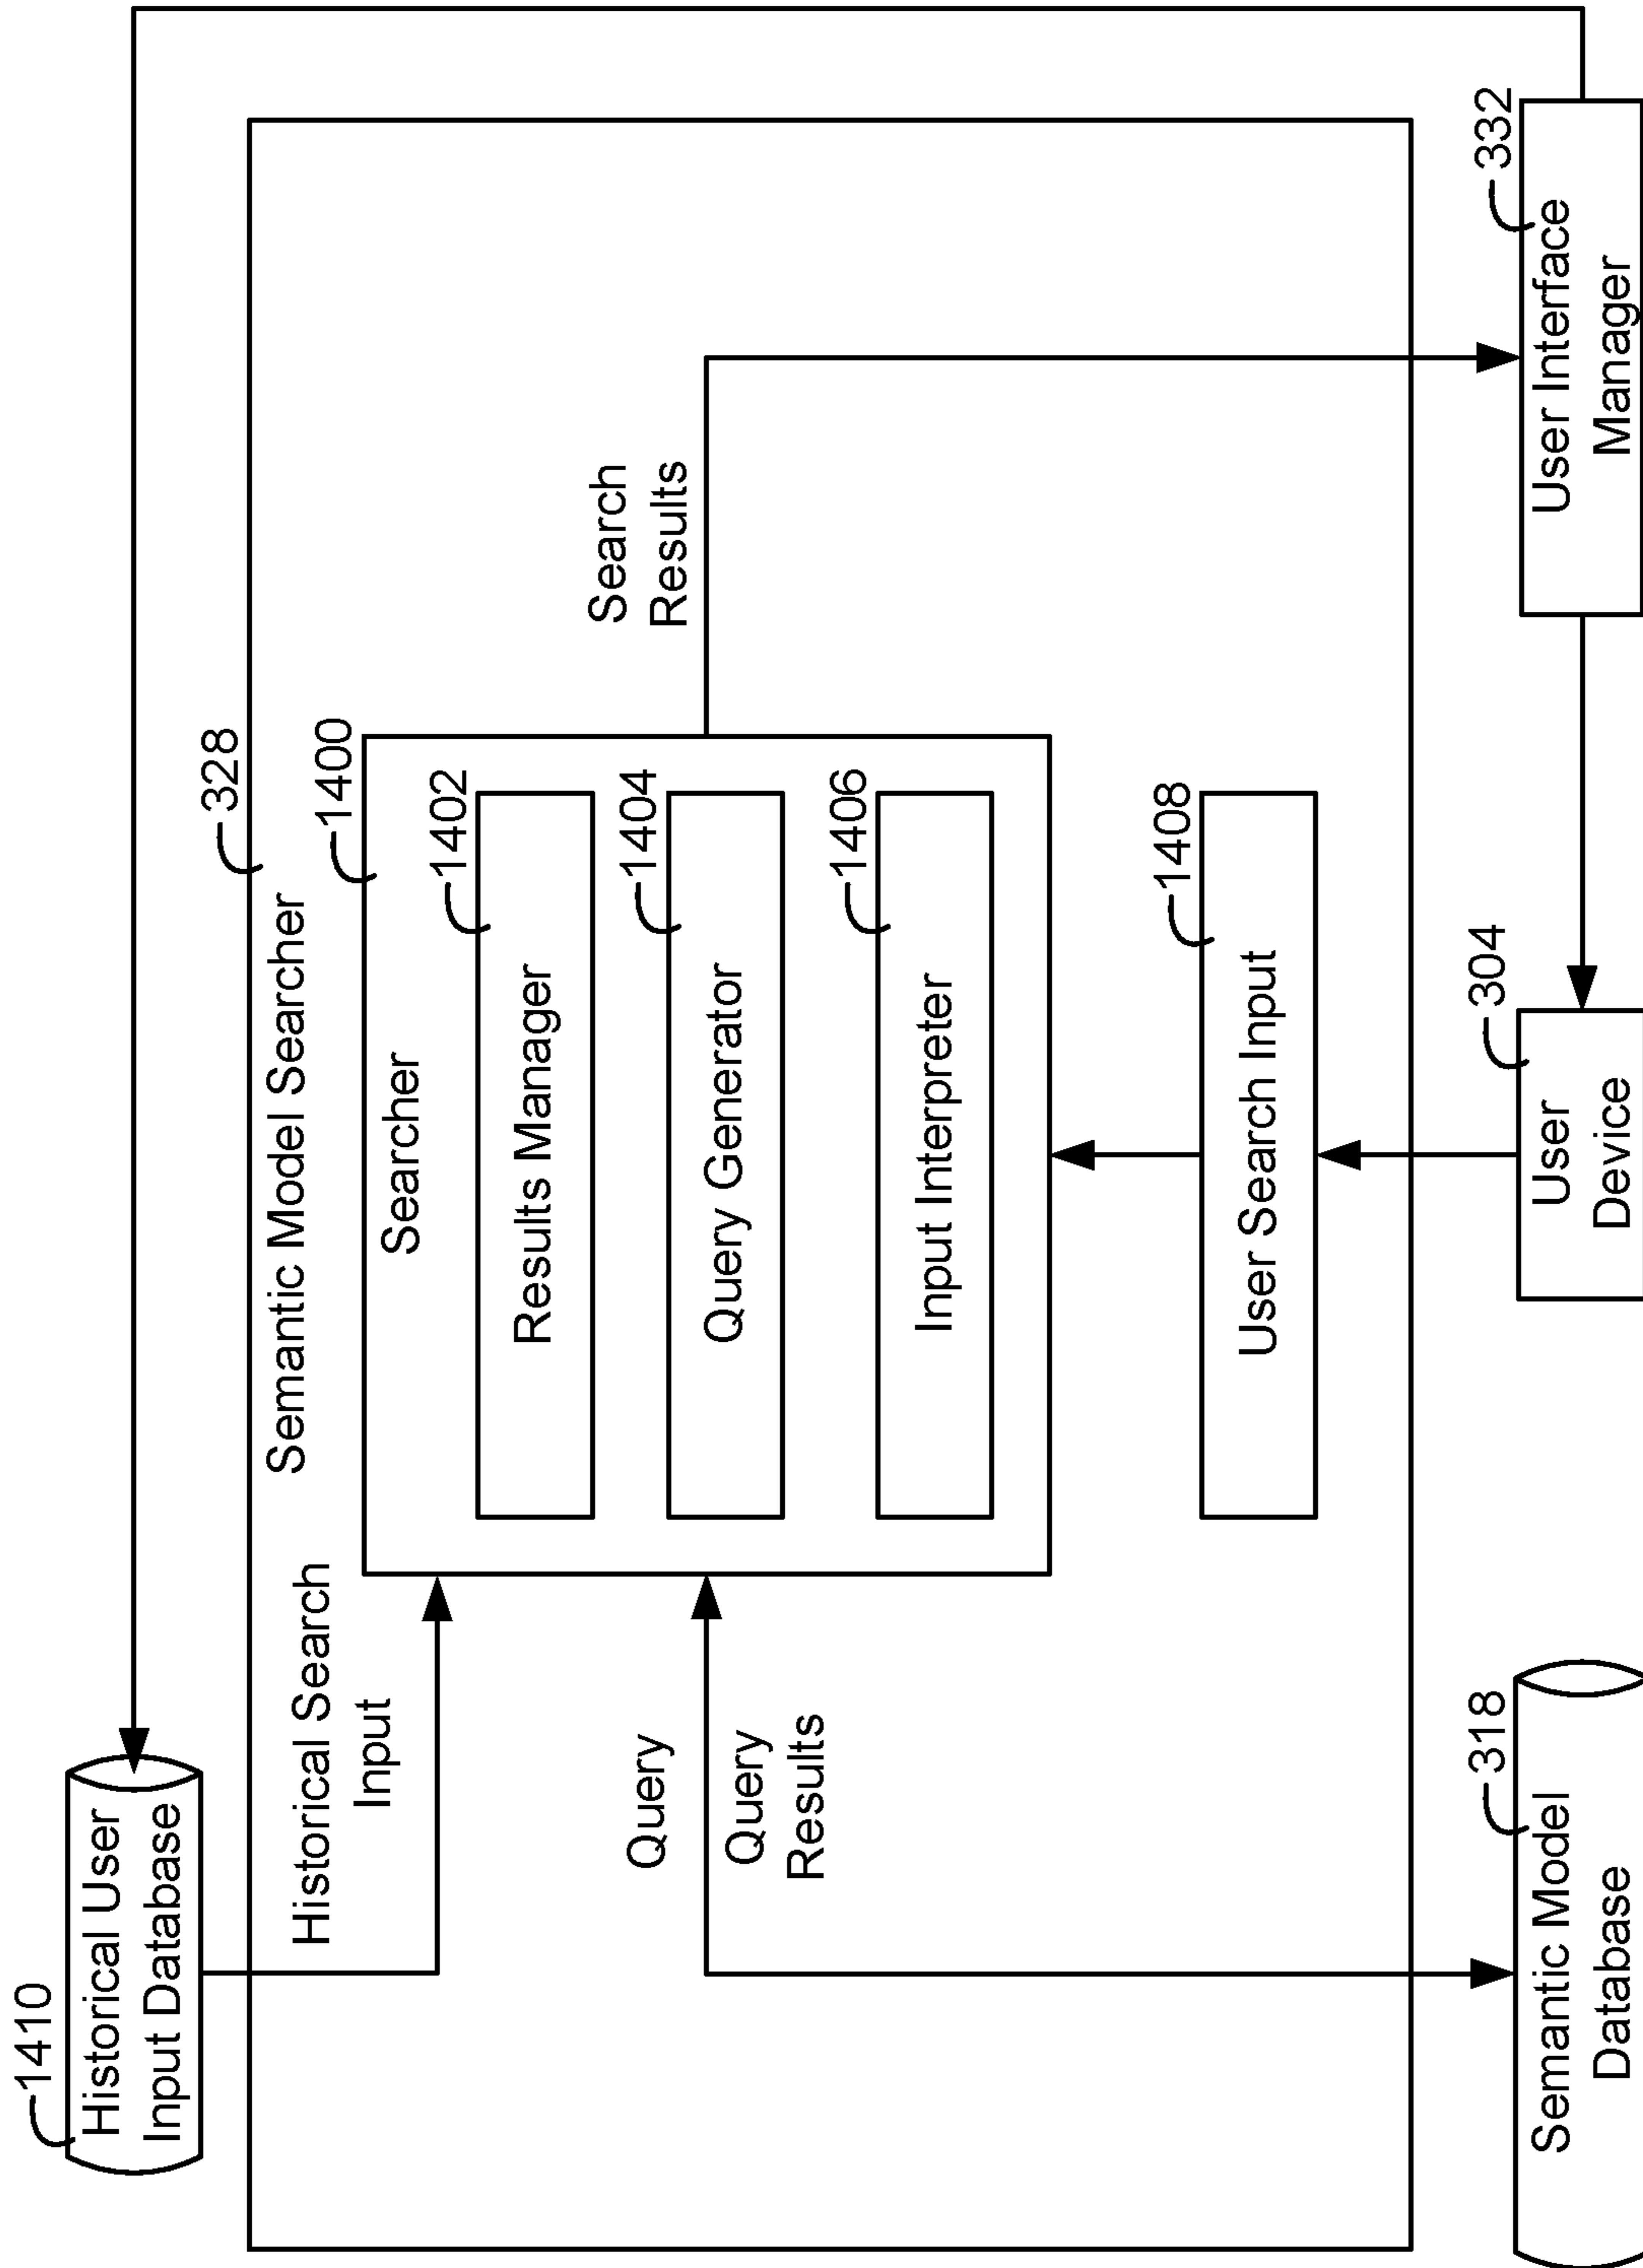 1410
Historical User
Input Database
328
Semantic Model Searcher
Historical Search
Input
1400
Searcher
1402
Results Manager
Search
Results
Query
1404
Query Generator
Query
Results
1406
Input Interpreter
1408
User Search Input
318
Semantic Model
Database
304
User
Device
332
User Interface
Manager